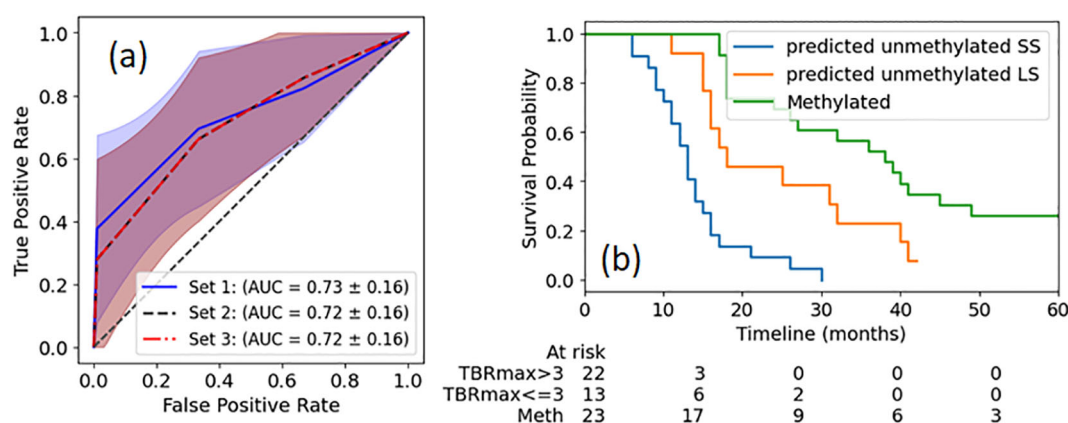 (a)
True Positive Rate
1.0
0.8
0.6
0.4
0.2
0.0
Set 1: (AUC = 0.73 ± 0.16)
Set 2: (AUC = 0.72 ± 0.16)
Set 3: (AUC = 0.72 ± 0.16)
0.0 0.2 0.4 0.6 0.8 1.0
False Positive Rate
(b)
Survival Probability
1.0
0.8
0.6
0.4
0.2
0.0
predicted unmethylated SS
predicted unmethylated LS
Methylated
0 10 20 30 40 50 60
Timeline (months)
At risk
TBRmax>3 22 3 0 0 0
TBRmax<=3 13 6 2 0 0
Meth 23 17 9 6 3